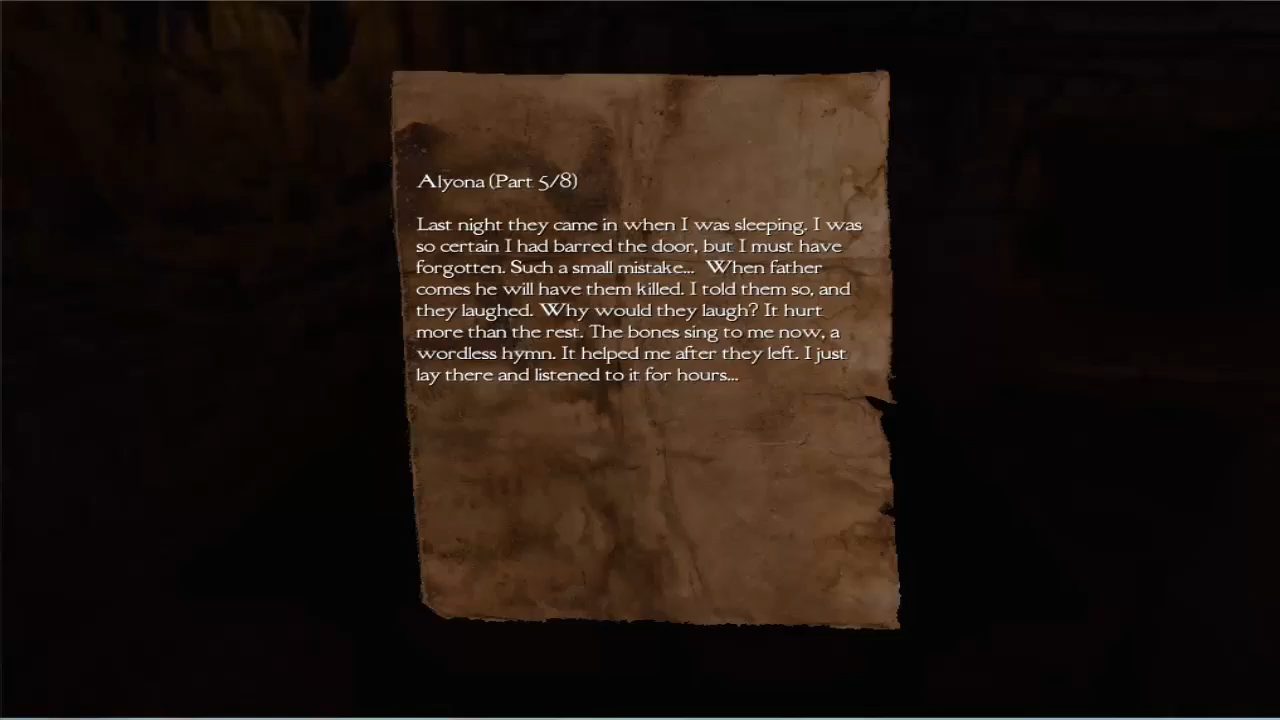 Alyona (Part 5/8)
Last night they came in when I was sleeping. I was
so certain I had barred the door, but I must have
forgotten. Such a small mistake...  When father
comes he will have them killed. I told them so, and
they laughed. Why would they laugh? It hurt
more than the rest. The bones sing to me now, a
wordless hymn. It helped me after they left. I just
lay there and listened to it for hours...